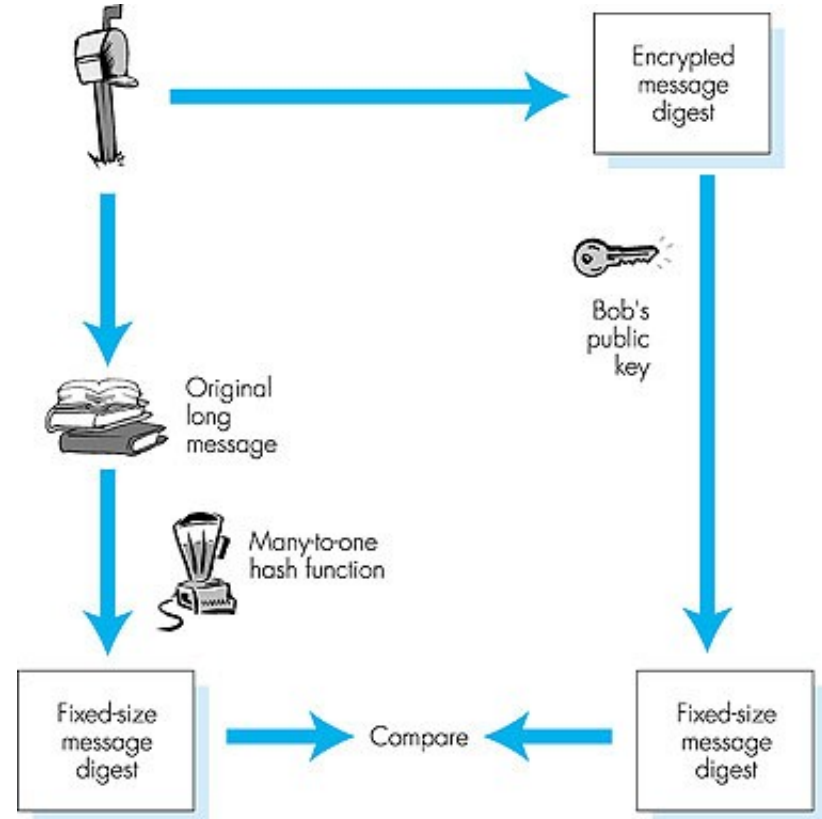 Encrypted
message
digest
Bob's
public
key
Original
long
message
Many-to-one
hash function
Fixed-size
message
digest
Compare
Fixed-size
message
digest